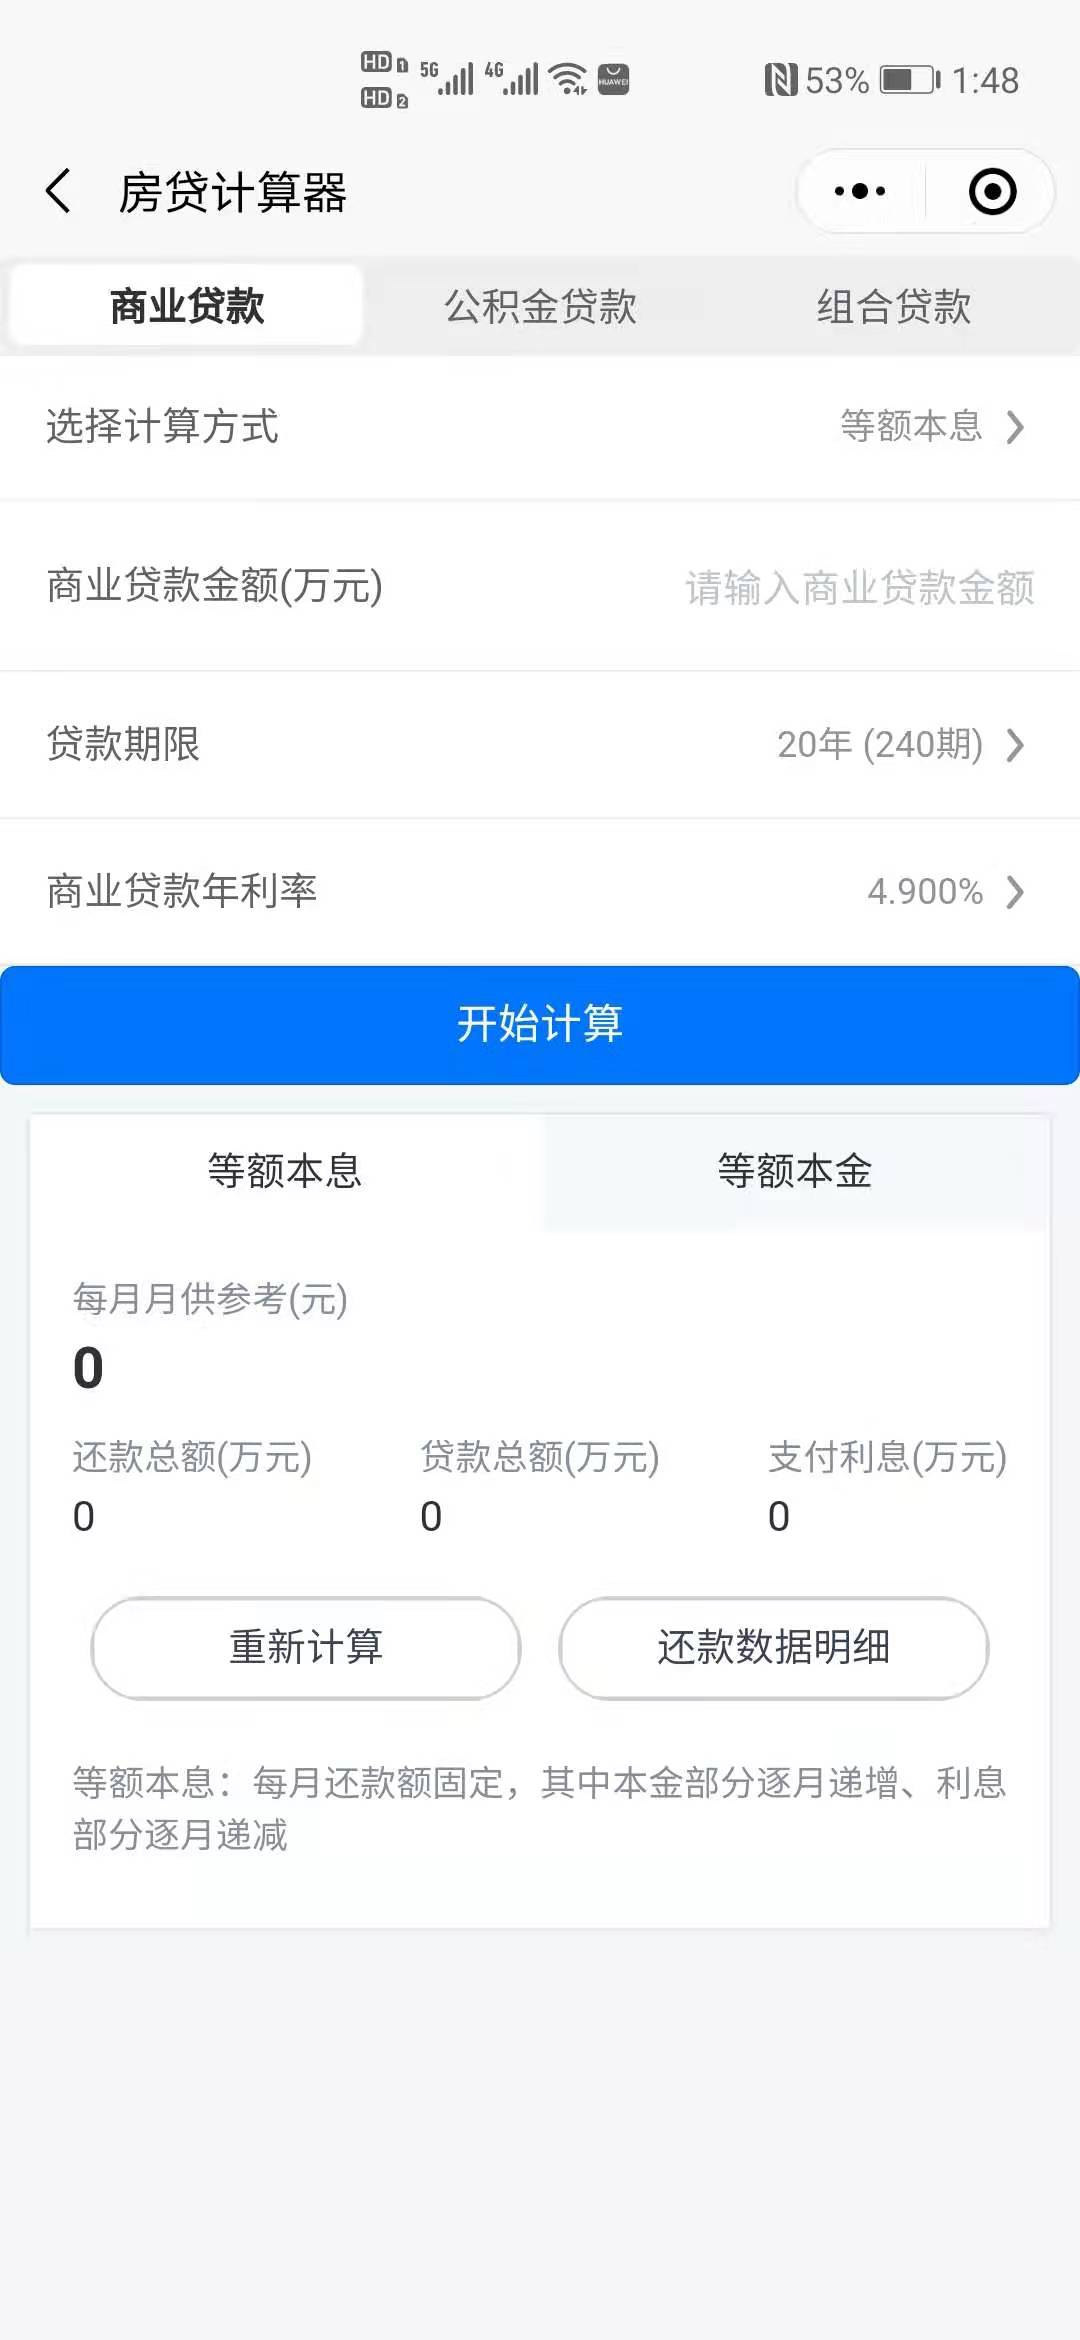 HD 1 5G 4G HUAWEI 53% 1:48
HD 2
房贷计算器
商业贷款 公积金贷款 组合贷款
选择计算方式 等额本息
商业贷款金额(万元) 请输入商业贷款金额
贷款期限 20年 (240期)
商业贷款年利率 4.900%
开始计算
等额本息 等额本金
每月月供参考(元)
0
还款总额(万元) 贷款总额(万元) 支付利息(万元)
0 0 0
重新计算 还款数据明细
等额本息：每月还款额固定，其中本金部分逐月递增、利息
部分逐月递减